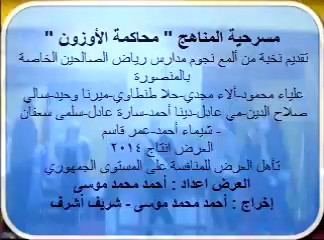 مسرحية المناهج " محاكمة الأوزون "
تقديم نخبة من ألمع نجوم مدارس رياض الصالحين الخاصة
بالمنصورة
علياء محمود-آلاء مجدي-حلا طنطاوي-ميرنا وحيد-سالي
صلاح الدين-مي عادل-دينا أحمد-سارة عادل-سلمى سعفان
- شيماء أحمد-عمر قاسم
العرض انتاج ٢٠١٤
تأهل العرض للمنافسة على المستوى الجمهوري
العرض اعداد : أحمد محمد موسى
إخراج : أحمد محمد موسى - شريف أشرف